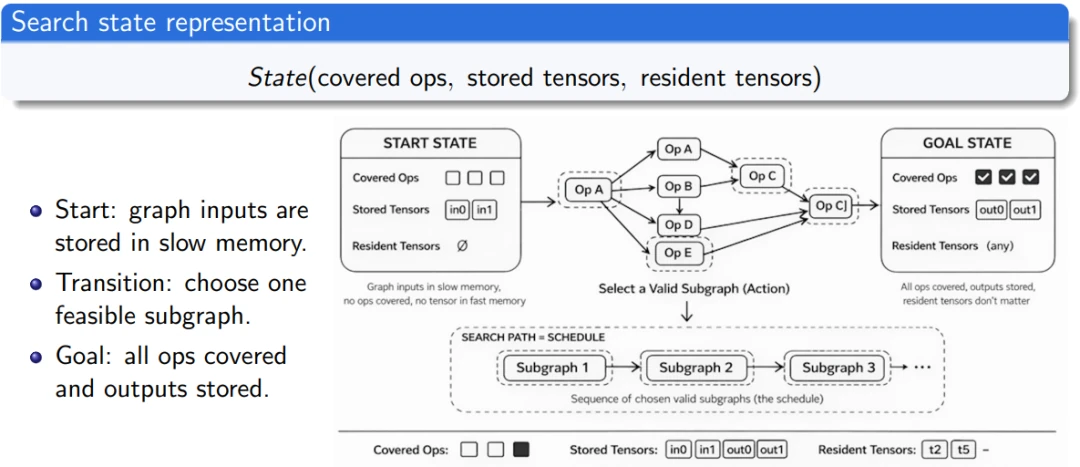 Search state representation
State(covered ops, stored tensors, resident tensors)
Start: graph inputs are
stored in slow memory.
Transition: choose one
feasible subgraph.
Goal: all ops covered
and outputs stored.
START STATE
Covered Ops
Stored Tensors in0 in1
Resident Tensors Ø
Graph inputs in slow memory,
no ops covered, no tensor in fast memory
Op A
Op A
Op B
Op C
Op D
Op E
Op C]
Select a Valid Subgraph (Action)
GOAL STATE
Covered Ops
Stored Tensors out0 out1
Resident Tensors (any)
All ops covered, outputs stored,
resident tensors don't matter
SEARCH PATH = SCHEDULE
Subgraph 1 Subgraph 2 Subgraph 3 ...
Sequence of chosen valid subgraphs (the schedule)
Covered Ops: Stored Tensors: in0 in1 out0 out1 Resident Tensors: t2 t5 –